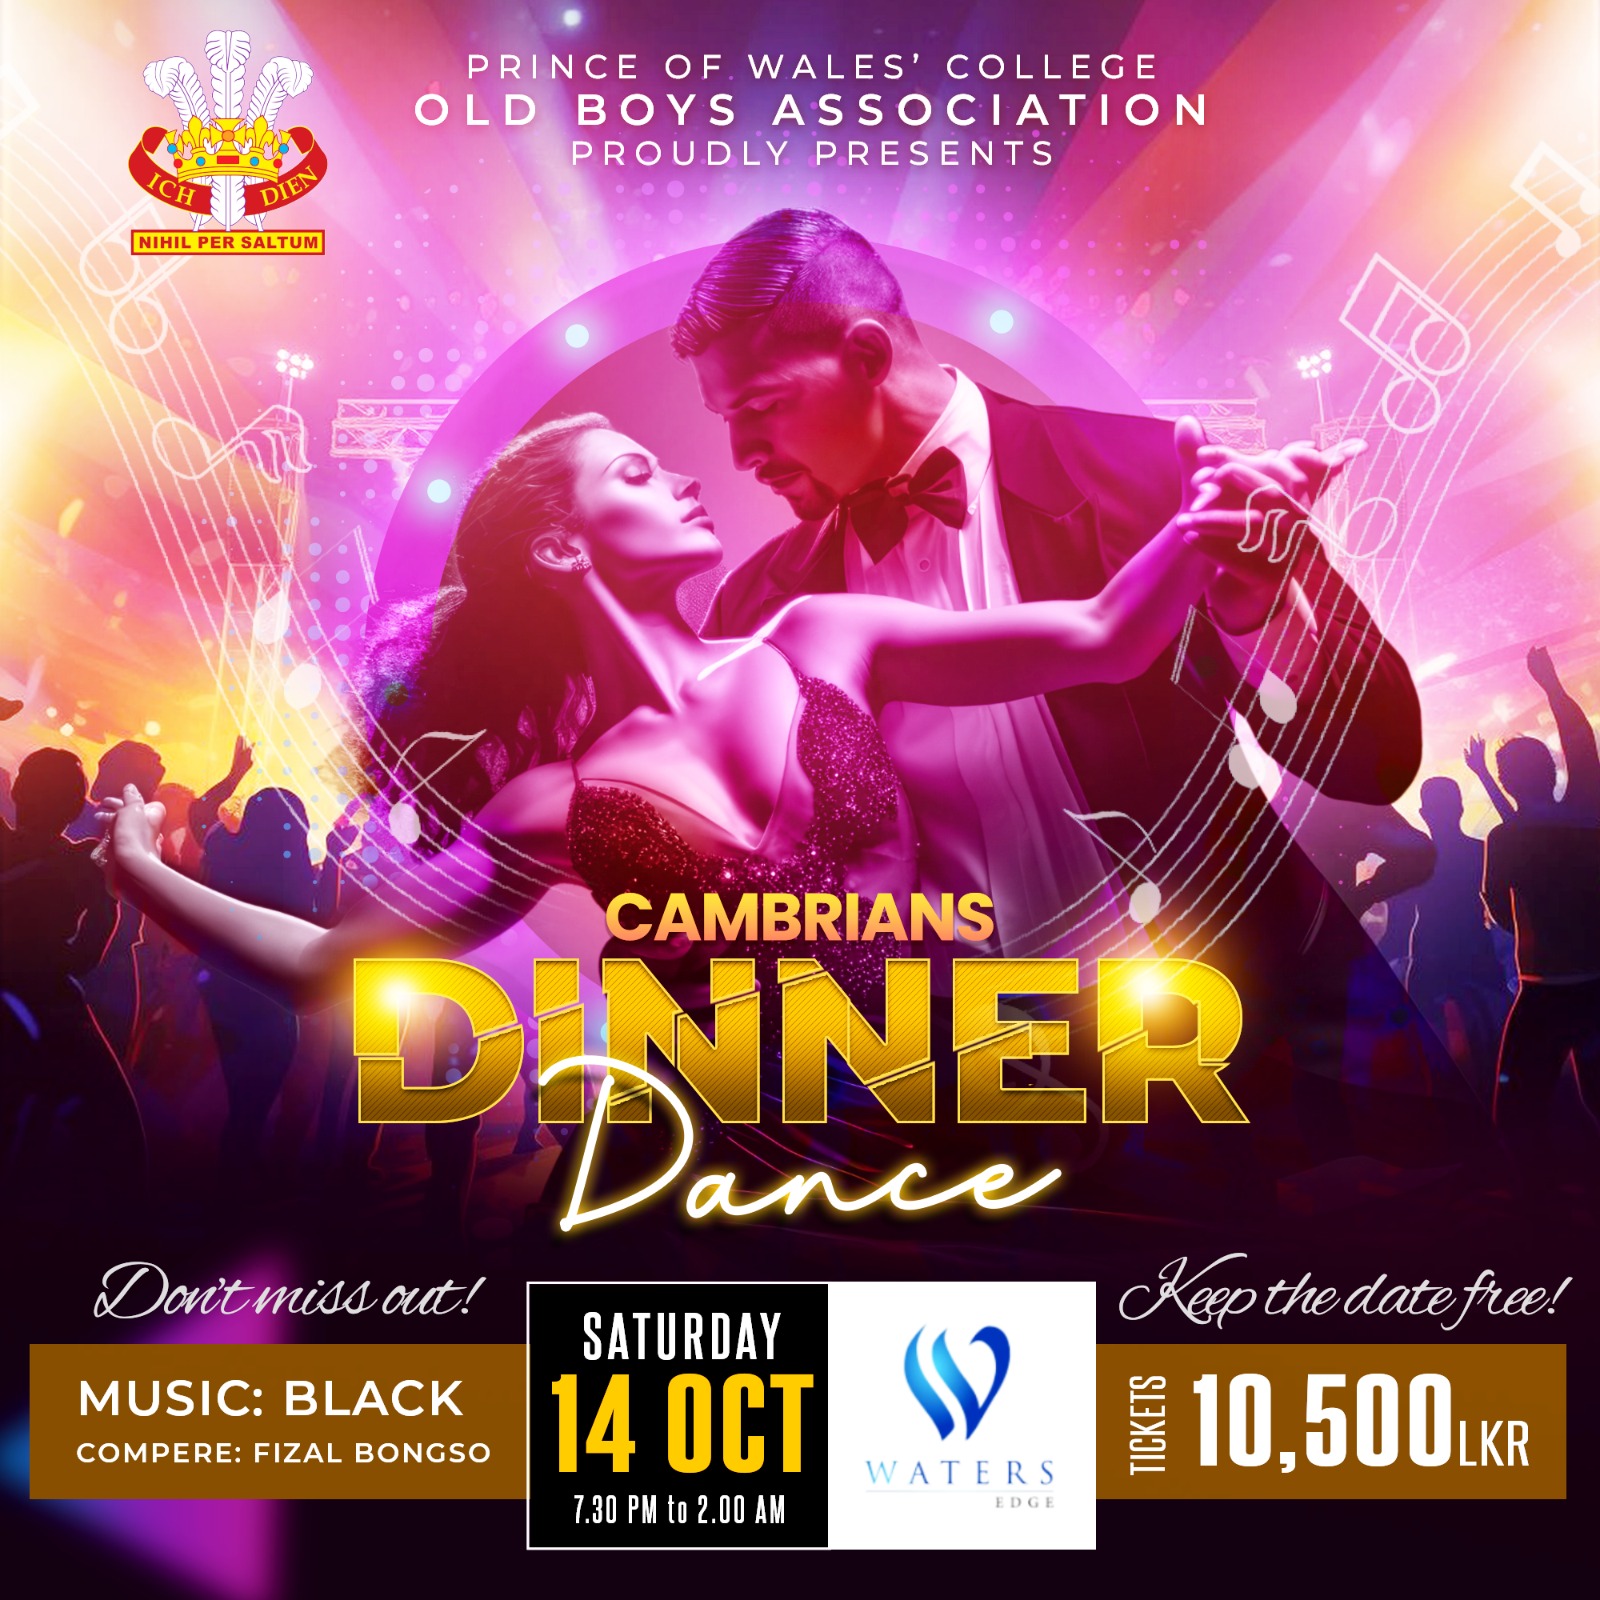 PRINCE OF WALES’ COLLEGE
OLD BOYS ASSOCIATION
PROUDLY PRESENTS
ICH DIEN
NIHIL PER SALTUM
CAMBRIANS
DINNER
Dance
Don't miss out!
MUSIC: BLACK
COMPERE: FIZAL BONGSO
SATURDAY
14 OCT
7.30 PM to 2.00 AM
WATERS
EDGE
Keep the date free!
TICKETS
10,500LKR